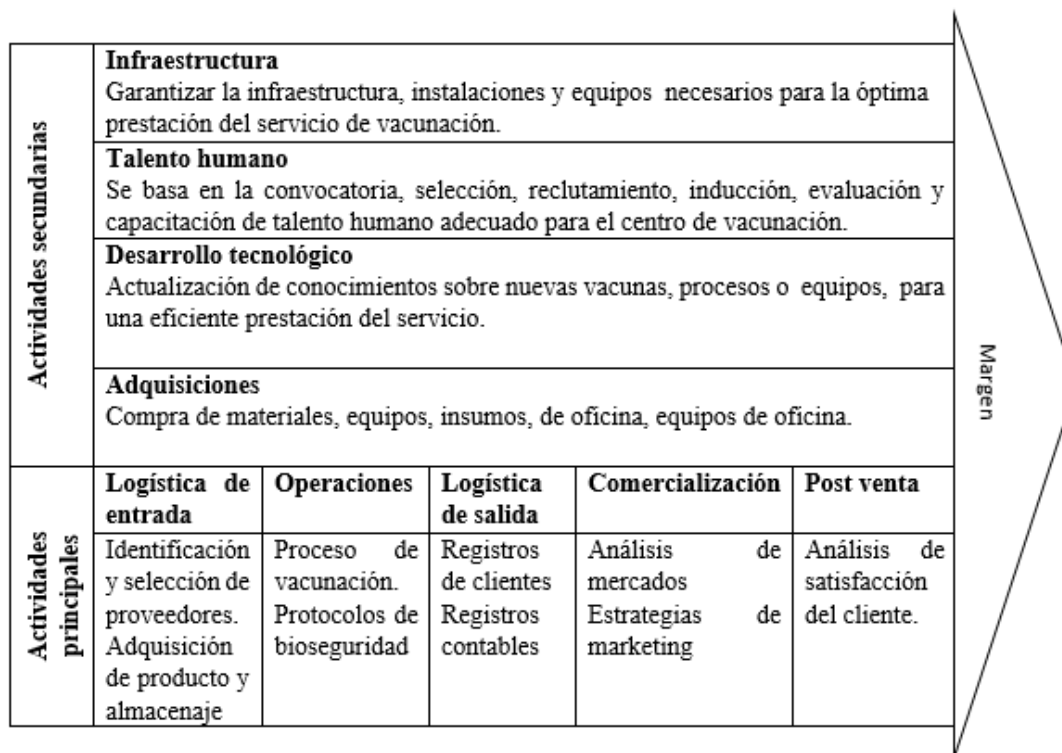 Actividades secundarias
Infraestructura
Garantizar la infraestructura, instalaciones y equipos necesarios para la óptima
prestación del servicio de vacunación.
Talento humano
Se basa en la convocatoria, selección, reclutamiento, inducción, evaluación y
capacitación de talento humano adecuado para el centro de vacunación.
Desarrollo tecnológico
Actualización de conocimientos sobre nuevas vacunas, procesos o equipos, para
una eficiente prestación del servicio.
Adquisiciones
Compra de materiales, equipos, insumos, de oficina, equipos de oficina.
Margen
Actividades
principales
Logística de
entrada
Operaciones
Logística
de salida
Comercialización
Post venta
Identificación
y selección de
proveedores.
Adquisición
de producto y
almacenaje
Proceso de
vacunación.
Protocolos de
bioseguridad
Registros
de clientes
Registros
contables
Análisis de
mercados
Estrategias de
marketing
Análisis de
satisfacción
del cliente.